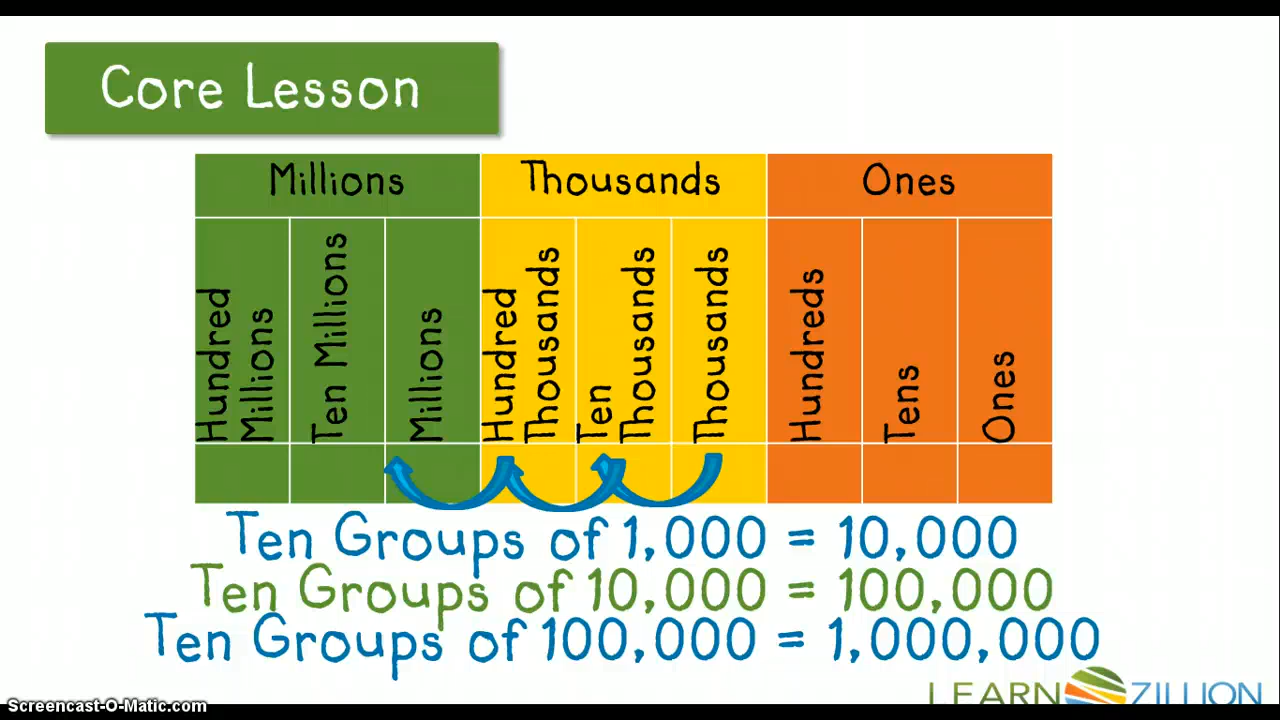 Core Lesson
Millions Thousands Ones
Hundred Millions
Ten Millions
Millions
Hundred Thousands
Ten Thousands
Thousands
Hundreds
Tens
Ones
Ten Groups of 1,000 = 10,000
Ten Groups of 10,000 = 100,000
Ten Groups of 100,000 = 1,000,000
LEARN ZILLION
Screencast-O-Matic.com